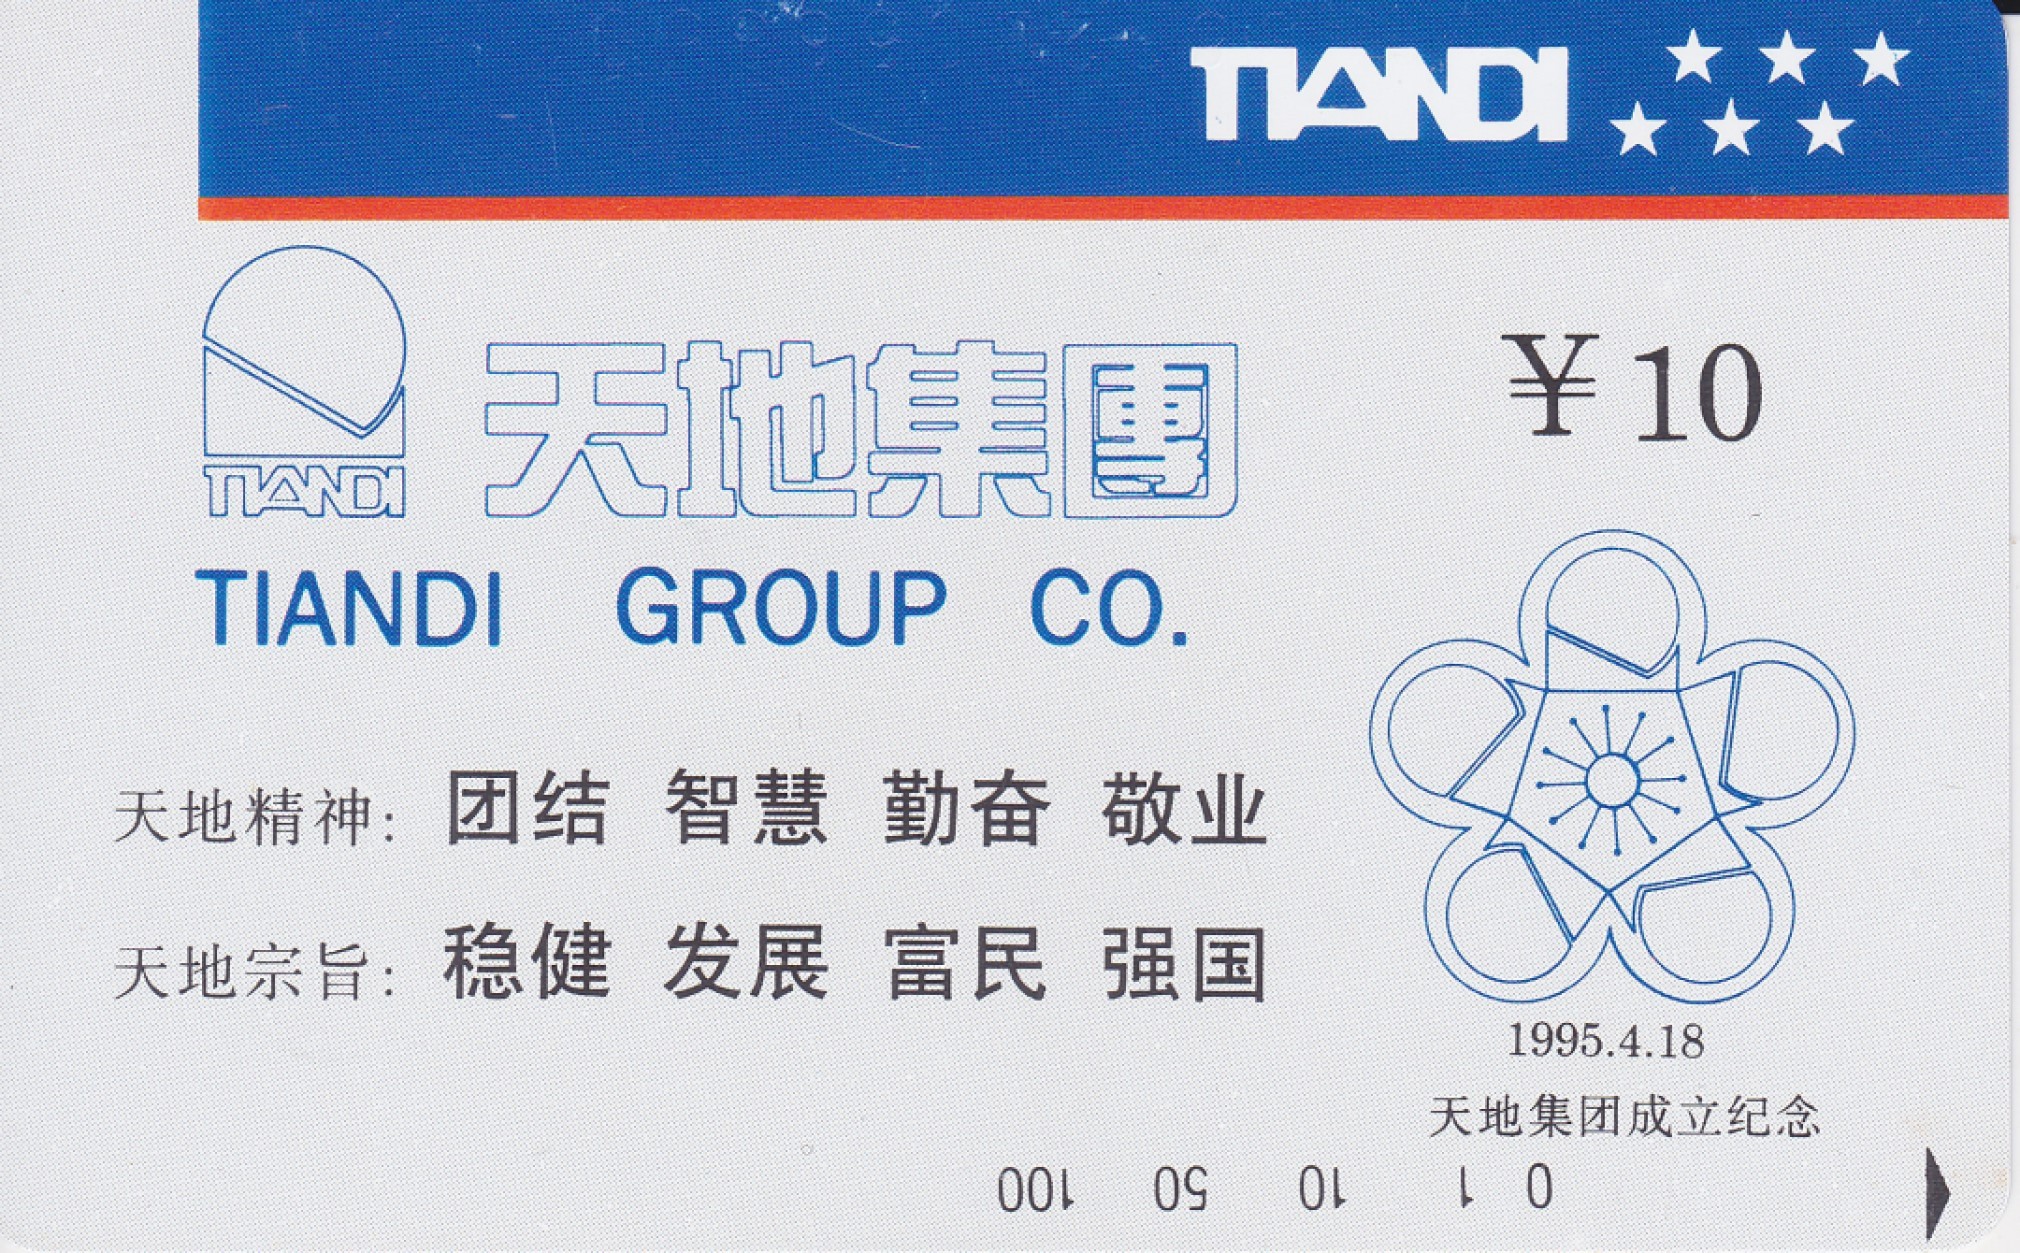 TIANDI
天地集團
¥10
TIANDI
TIANDI GROUP CO.
天地精神: 团结 智慧 勤奋 敬业
天地宗旨: 稳健 发展 富民 强国
1995.4.18
天地集团成立纪念
100 50 10 1 0